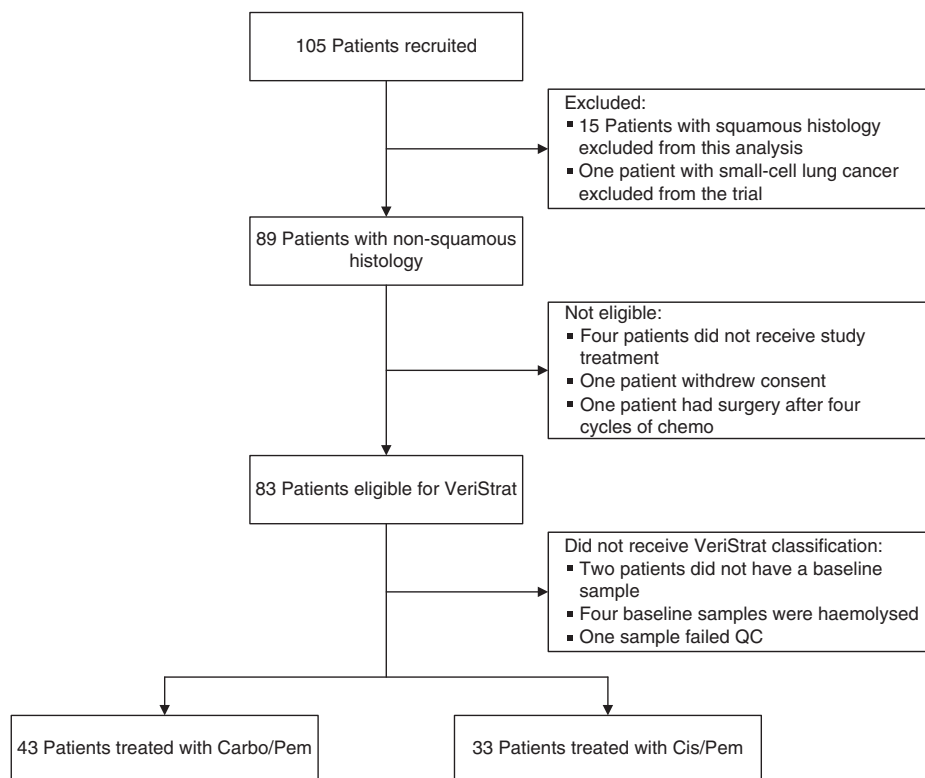 105 Patients recruited
Excluded:
▪ 15 Patients with squamous histology
excluded from this analysis
▪ One patient with small-cell lung cancer
excluded from the trial
89 Patients with non-squamous
histology
Not eligible:
▪ Four patients did not receive study
treatment
▪ One patient withdrew consent
▪ One patient had surgery after four
cycles of chemo
83 Patients eligible for VeriStrat
Did not receive VeriStrat classification:
▪ Two patients did not have a baseline
sample
▪ Four baseline samples were haemolysed
▪ One sample failed QC
43 Patients treated with Carbo/Pem
33 Patients treated with Cis/Pem